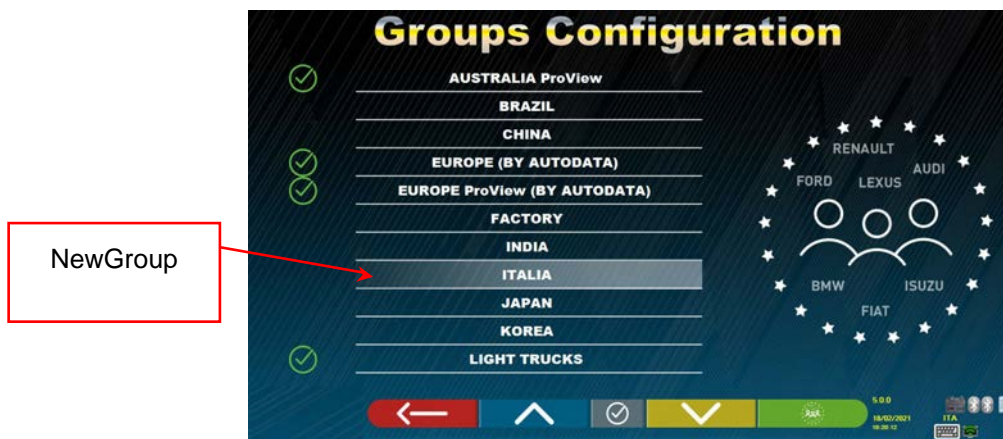 Groups Configuration
AUSTRALIA ProView
BRAZIL
CHINA
EUROPE (BY AUTODATA)
EUROPE ProView (BY AUTODATA)
FACTORY
INDIA
ITALIA
JAPAN
KOREA
LIGHT TRUCKS
NewGroup
RENAULT
AUDI
FORD
LEXUS
BMW
ISUZU
FIAT
5.0.0
18/02/2021
ITA